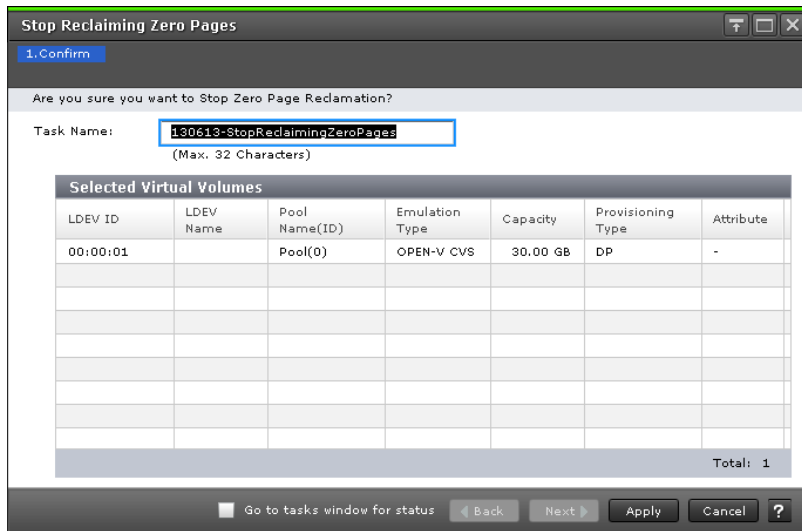 Stop Reclaiming Zero Pages
1.Confirm
Are you sure you want to Stop Zero Page Reclamation?
Task Name: 130613-StopReclaimingZeroPages
(Max. 32 Characters)
Selected Virtual Volumes
LDEV ID LDEV Name Pool Name(ID) Emulation Type Capacity Provisioning Type Attribute
00:00:01 Pool(0) OPEN-V CVS 30.00 GB DP -
Total: 1
Go to tasks window for status Back Next Apply Cancel ?